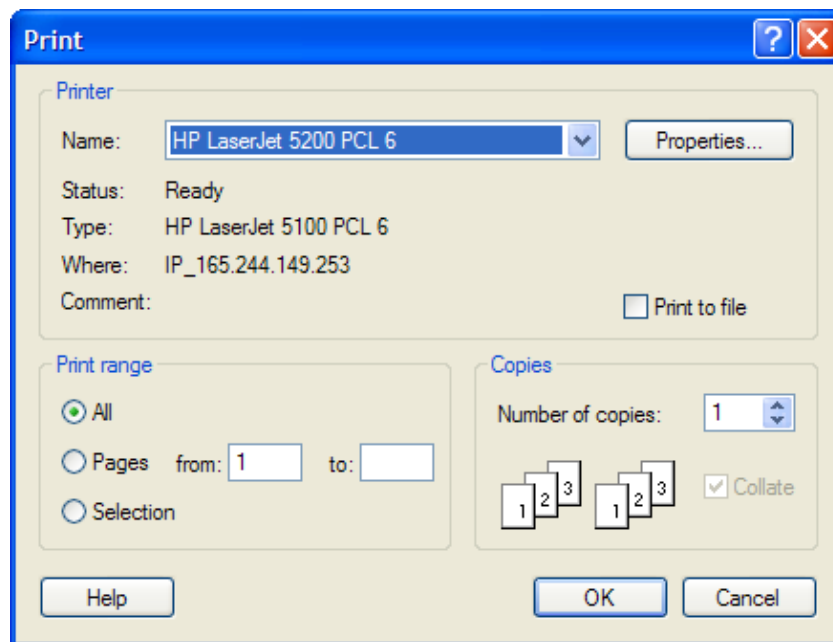 Print
Printer
Name: HP LaserJet 5200 PCL 6 Properties...
Status: Ready
Type: HP LaserJet 5100 PCL 6
Where: IP_165.244.149.253
Comment: Print to file
Print range
All
Pages from: 1 to:
Selection
Copies
Number of copies: 1
1 2 3 1 2 3 Collate
Help OK Cancel